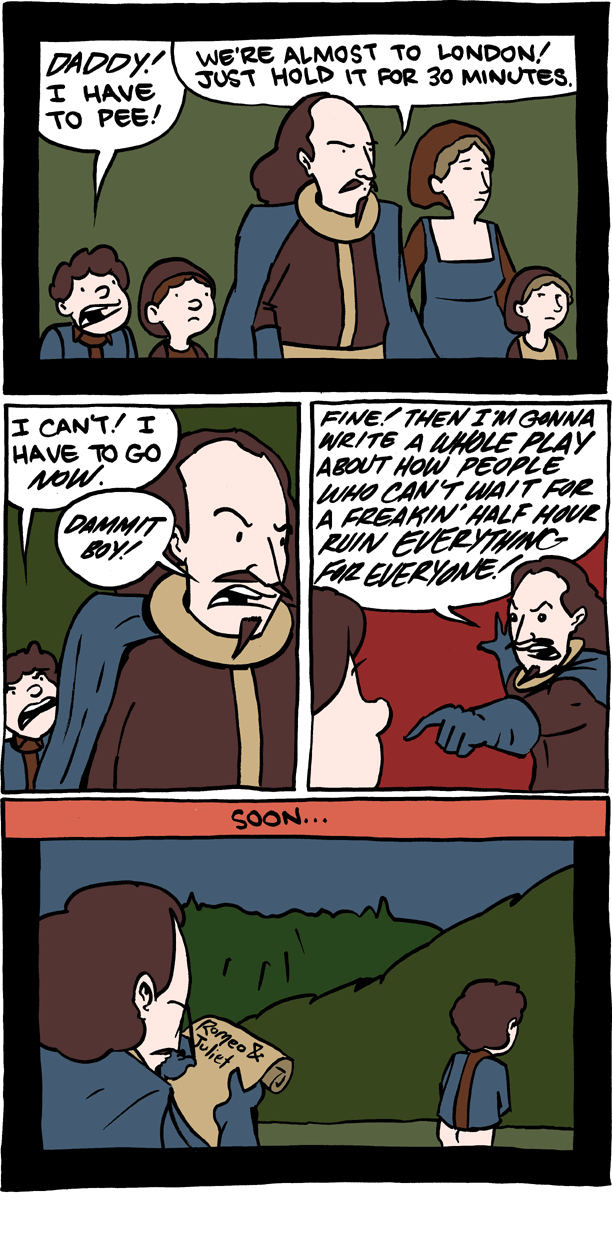 DADDY!
I HAVE
TO PEE!
WE'RE ALMOST TO LONDON!
JUST HOLD IT FOR 30 MINUTES.
I CAN'T! I
HAVE TO GO
NOW.
DAMMIT
BOY!
FINE! THEN I'M GONNA
WRITE A WHOLE PLAY
ABOUT HOW PEOPLE
WHO CAN'T WAIT FOR
A FREAKIN' HALF HOUR
RUIN EVERYTHING
FOR EVERYONE!
SOON...
Romeo &
Juliet